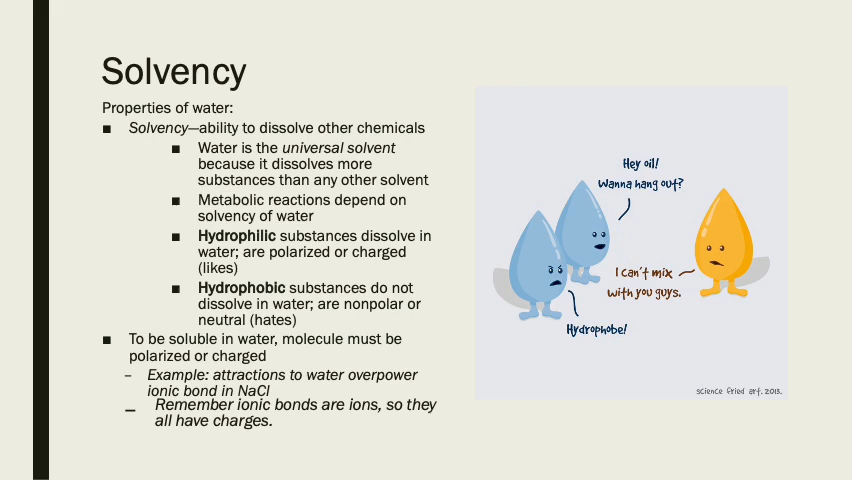 Solvency
Properties of water:
■ Solvency—ability to dissolve other chemicals
■ Water is the universal solvent
because it dissolves more
substances than any other solvent
■ Metabolic reactions depend on
solvency of water
■ Hydrophilic substances dissolve in
water; are polarized or charged
(likes)
■ Hydrophobic substances do not
dissolve in water; are nonpolar or
neutral (hates)
■ To be soluble in water, molecule must be
polarized or charged
– Example: attractions to water overpower
ionic bond in NaCl
– Remember ionic bonds are ions, so they
all have charges.
Hey oil!
Wanna hang out?
I can't mix
with you guys.
Hydrophobe!
science fried art. 2013.